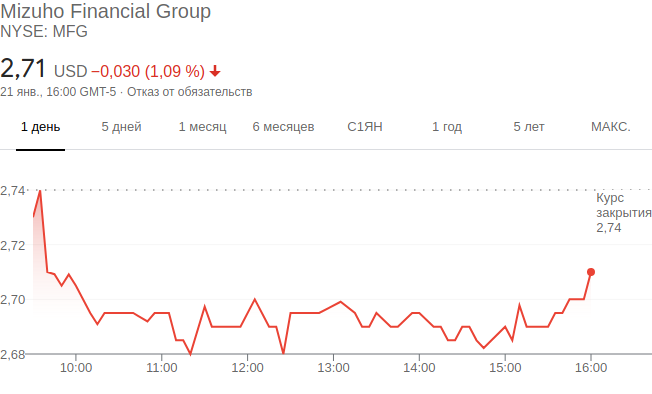 Mizuho Financial Group
NYSE: MFG
2,71 USD −0,030 (1,09 %)
21 янв., 16:00 GMT-5 · Отказ от обязательств
1 день 5 дней 1 месяц 6 месяцев С1ЯН 1 год 5 лет МАКС.
2,74
Курс
закрытия
2,74
2,72
2,70
2,68
10:00 11:00 12:00 13:00 14:00 15:00 16:00